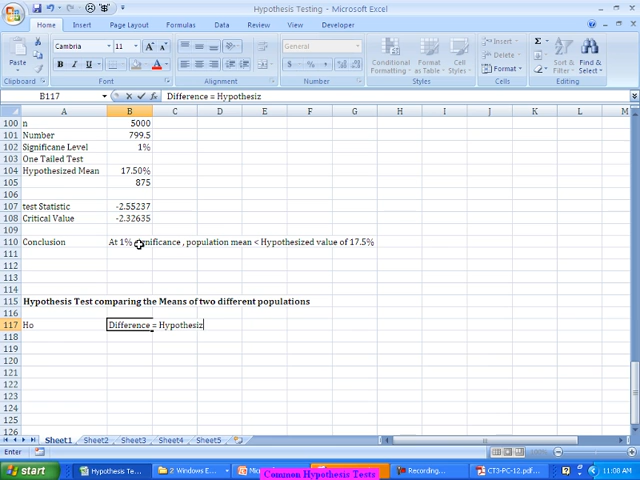 Hypothesis Testing - Microsoft Excel
Home Insert Page Layout Formulas Data Review View Developer
Cambria 11 General
Paste B I U % ,
Conditional Formatting Format as Table Cell Styles
Insert
Delete
Format
Sort & Filter Find & Select
Clipboard Font Alignment Number Styles Cells Editing
B117 fx Difference = Hypothesiz
A B C D E F G H I J K L M
100 n 5000
101 Number 799.5
102 Significane Level 1%
103 One Tailed Test
104 Hypothesized Mean 17.50%
105 875
106
107 test Statistic -2.55237
108 Critical Value -2.32635
109
110 Conclusion At 1% significance , population mean < Hypothesized value of 17.5%
111
112
113
114
115 Hypothesis Test comparing the Means of two different populations
116
117 Ho Difference = Hypothesiz
118
119
120
121
122
123
124
125
126
Sheet1 Sheet2 Sheet3 Sheet4 Sheet5
Enter 100%
start Hypothesis Te... 2 Windows E... Recording... CT3-PC-12.pdf... 11:08 AM
Common Hypothesis Tests